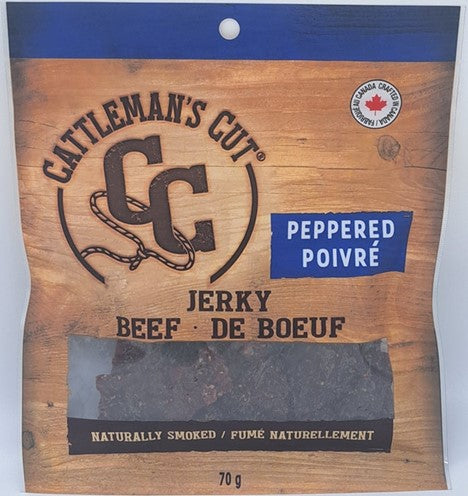 CATTLEMAN'S CUT®
CC
CRAFTED IN CANADA / FABRIQUÉ AU CANADA
PEPPERED
POIVRÉ
JERKY
BEEF · DE BOEUF
NATURALLY SMOKED / FUMÉ NATURELLEMENT
70 g